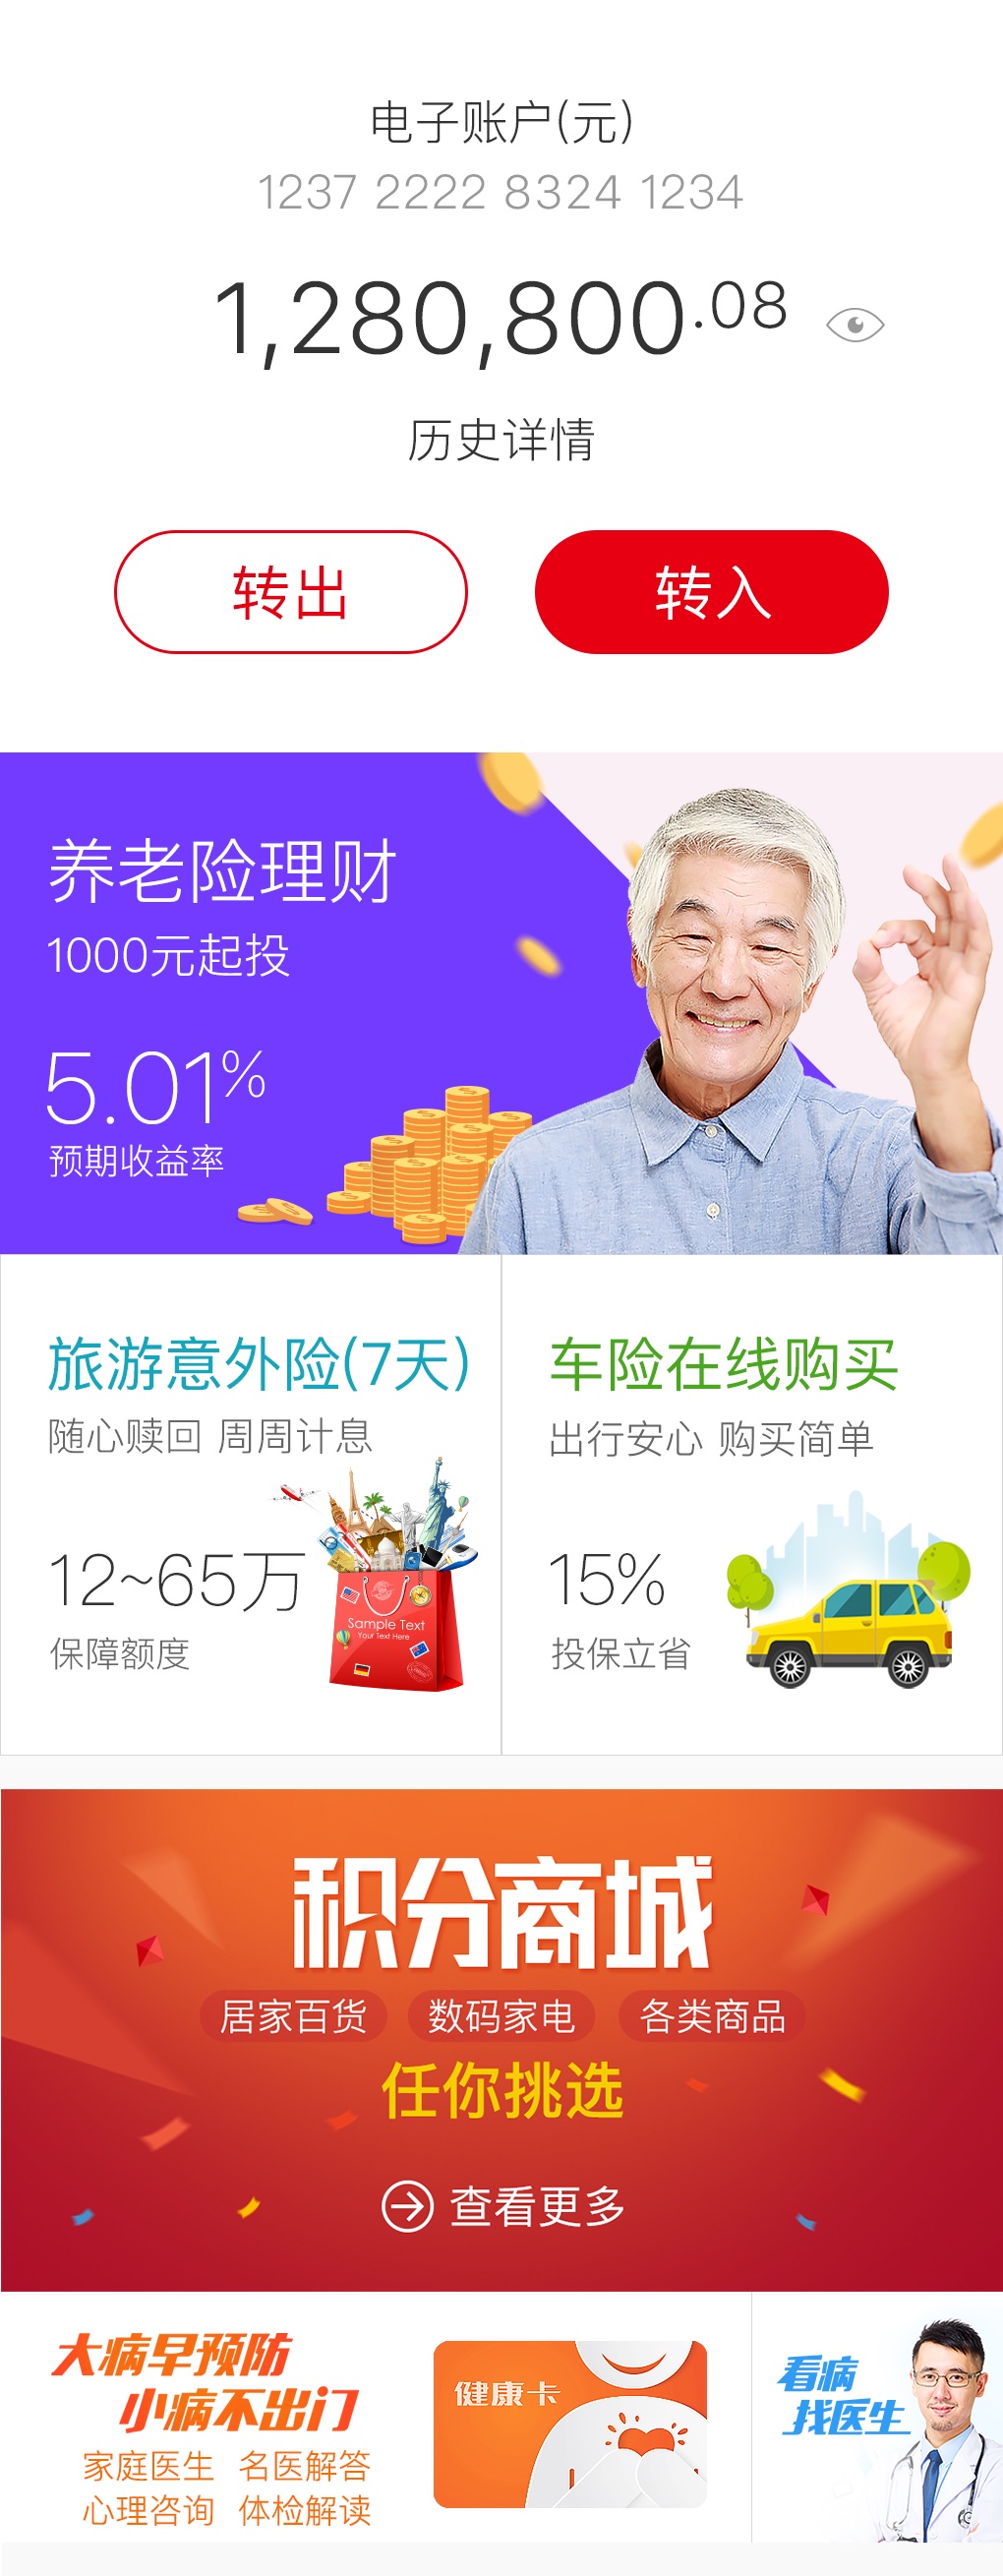 电子账户(元)
1237 2222 8324 1234
1,280,800.08
历史详情
转出
转入
养老险理财
1000元起投
5.01%
预期收益率
旅游意外险(7天)
随心赎回 周周计息
12~65万
保障额度
Sample Text
Your Text Here
车险在线购买
出行安心 购买简单
15%
投保立省
积分商城
居家百货 数码家电 各类商品
任你挑选
查看更多
大病早预防
小病不出门
家庭医生 名医解答
心理咨询 体检解读
健康卡
看病
找医生